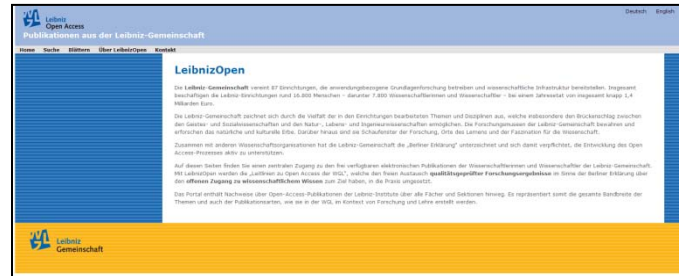 Leibniz
Open Access
Deutsch English
Publikationen aus der Leibniz-Gemeinschaft
Home Suche Blättern Über LeibnizOpen Kontakt
LeibnizOpen
Die Leibniz-Gemeinschaft vereint 87 Einrichtungen, die anwendungsbezogene Grundlagenforschung betreiben und wissenschaftliche Infrastruktur bereitstellen. Insgesamt
beschäftigen die Leibniz-Einrichtungen rund 16.800 Menschen – darunter 7.800 Wissenschaftlerinnen und Wissenschaftler – bei einem Jahresetat von insgesamt knapp 1,4
Milliarden Euro.
Die Leibniz-Gemeinschaft zeichnet sich durch die Vielfalt der in den Einrichtungen bearbeiteten Themen und Disziplinen aus, welche insbesondere den Brückenschlag zwischen
den Geistes- und Sozialwissenschaften und den Natur-, Lebens- und Ingenieurwissenschaften ermöglichen. Die Forschungsmuseen der Leibniz-Gemeinschaft bewahren und
erforschen das natürliche und kulturelle Erbe. Darüber hinaus sind sie Schaufenster der Forschung, Orte des Lernens und der Faszination für die Wissenschaft.
Zusammen mit anderen Wissenschaftsorganisationen hat die Leibniz-Gemeinschaft die „Berliner Erklärung" unterzeichnet und sich damit verpflichtet, die Entwicklung des Open
Access-Prozesses aktiv zu unterstützen.
Auf diesen Seiten finden Sie einen zentralen Zugang zu den frei verfügbaren elektronischen Publikationen der Wissenschaftlerinnen und Wissenschaftler der Leibniz-Gemeinschaft.
Mit LeibnizOpen werden die „Leitlinien zu Open Access der WGL", welche den freien Austausch qualitätsgeprüfter Forschungsergebnisse im Sinne der Berliner Erklärung über
den offenen Zugang zu wissenschaftlichem Wissen zum Ziel haben, in die Praxis umgesetzt.
Das Portal enthält Nachweise über Open-Access-Publikationen der Leibniz-Institute über alle Fächer und Sektionen hinweg. Es repräsentiert somit die gesamte Bandbreite der
Themen und auch der Publikationsarten, wie sie in der WGL im Kontext von Forschung und Lehre erstellt werden.
Leibniz
Gemeinschaft